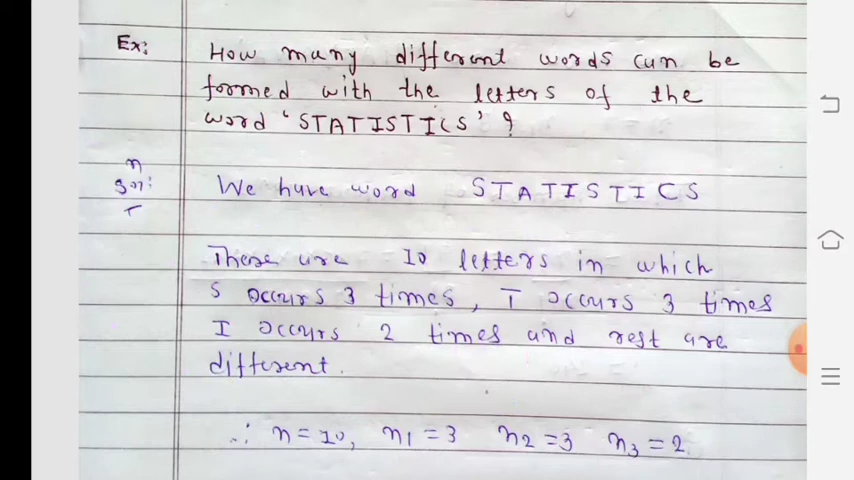 Ex: How many different words can be
formed with the letters of the
word 'STATISTICS' ?
We have word STATISTICS
There are 10 letters in which
S occurs 3 times, T occurs 3 times
I occurs 2 times and rest are
different.
∴ n=10, n1=3 n2=3 n3=2